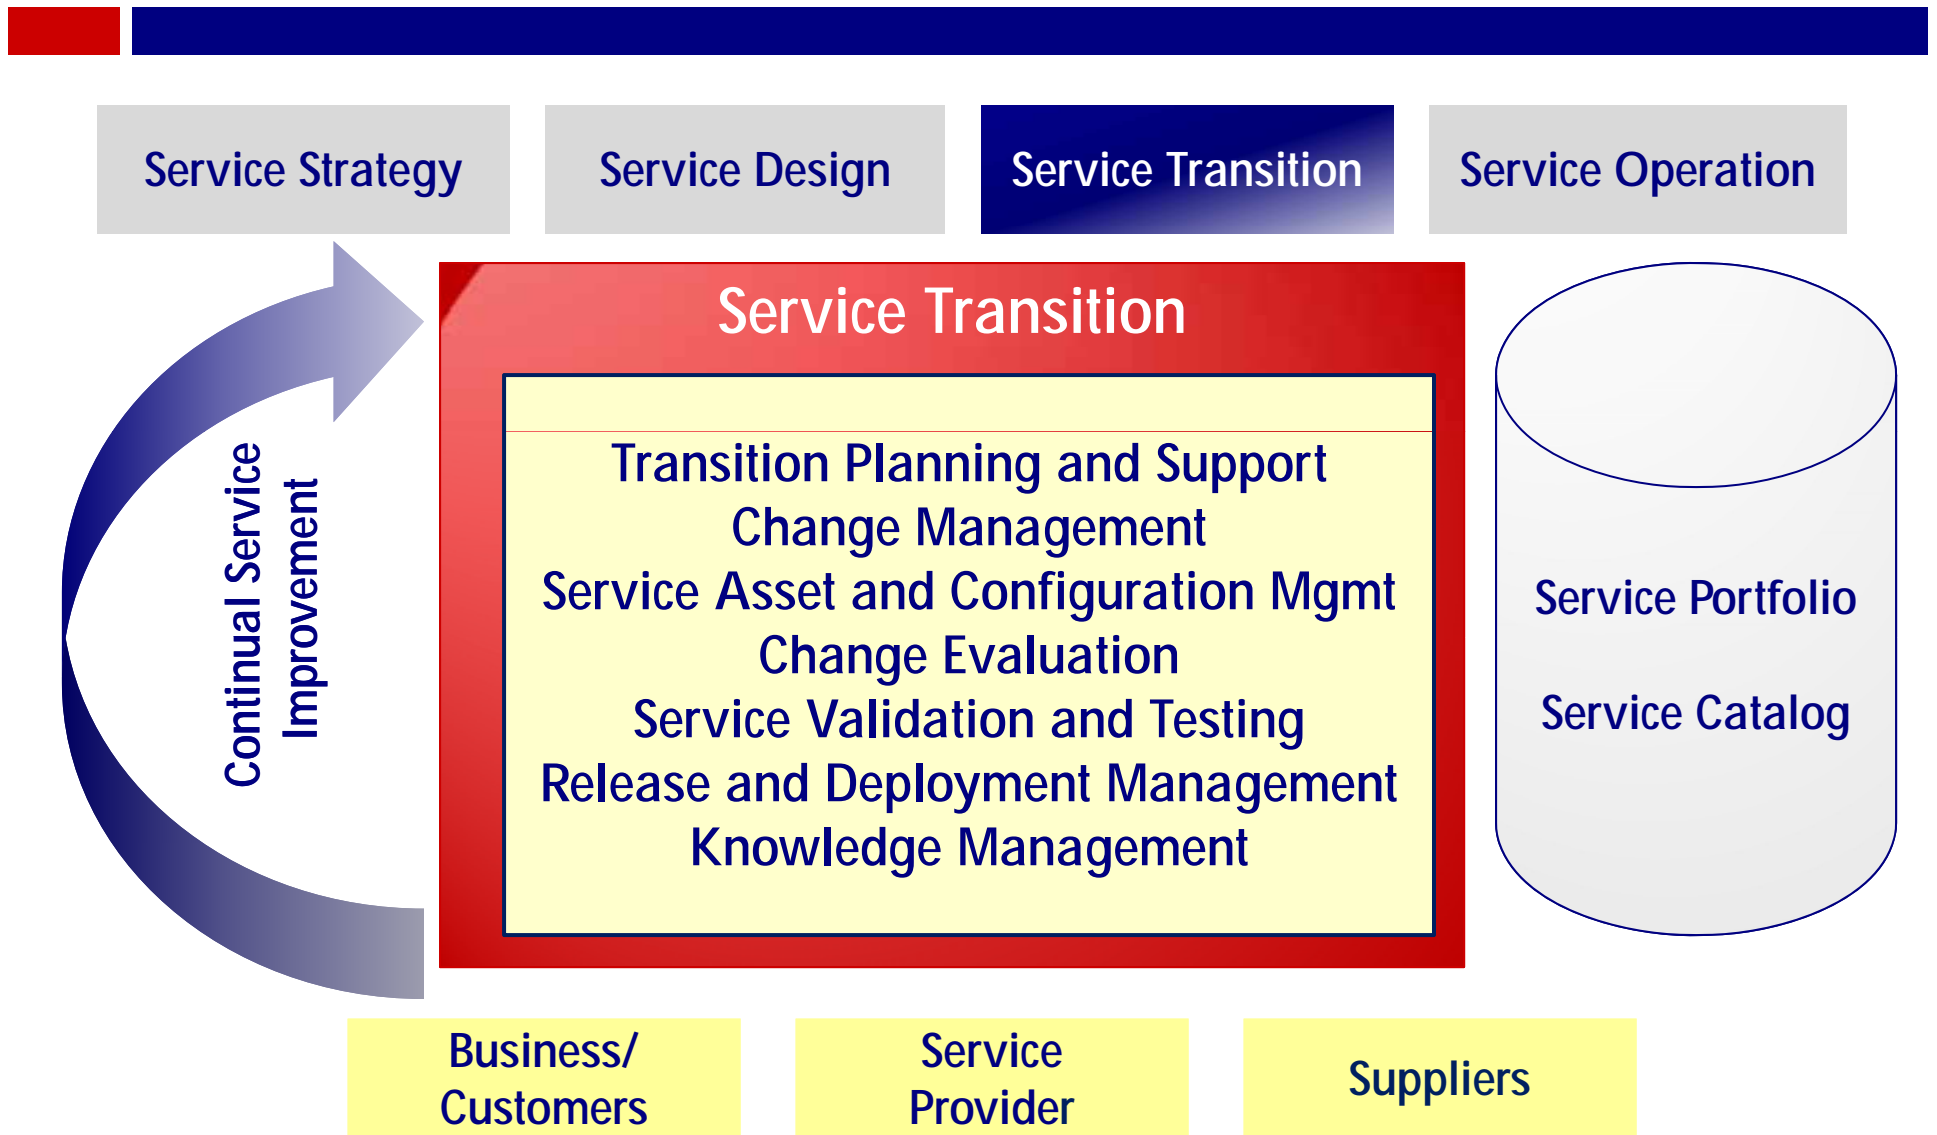 Service Strategy
Service Design
Service Transition
Service Operation
Continual Service
Improvement
Service Transition
Transition Planning and Support
Change Management
Service Asset and Configuration Mgmt
Change Evaluation
Service Validation and Testing
Release and Deployment Management
Knowledge Management
Service Portfolio
Service Catalog
Business/
Customers
Service
Provider
Suppliers